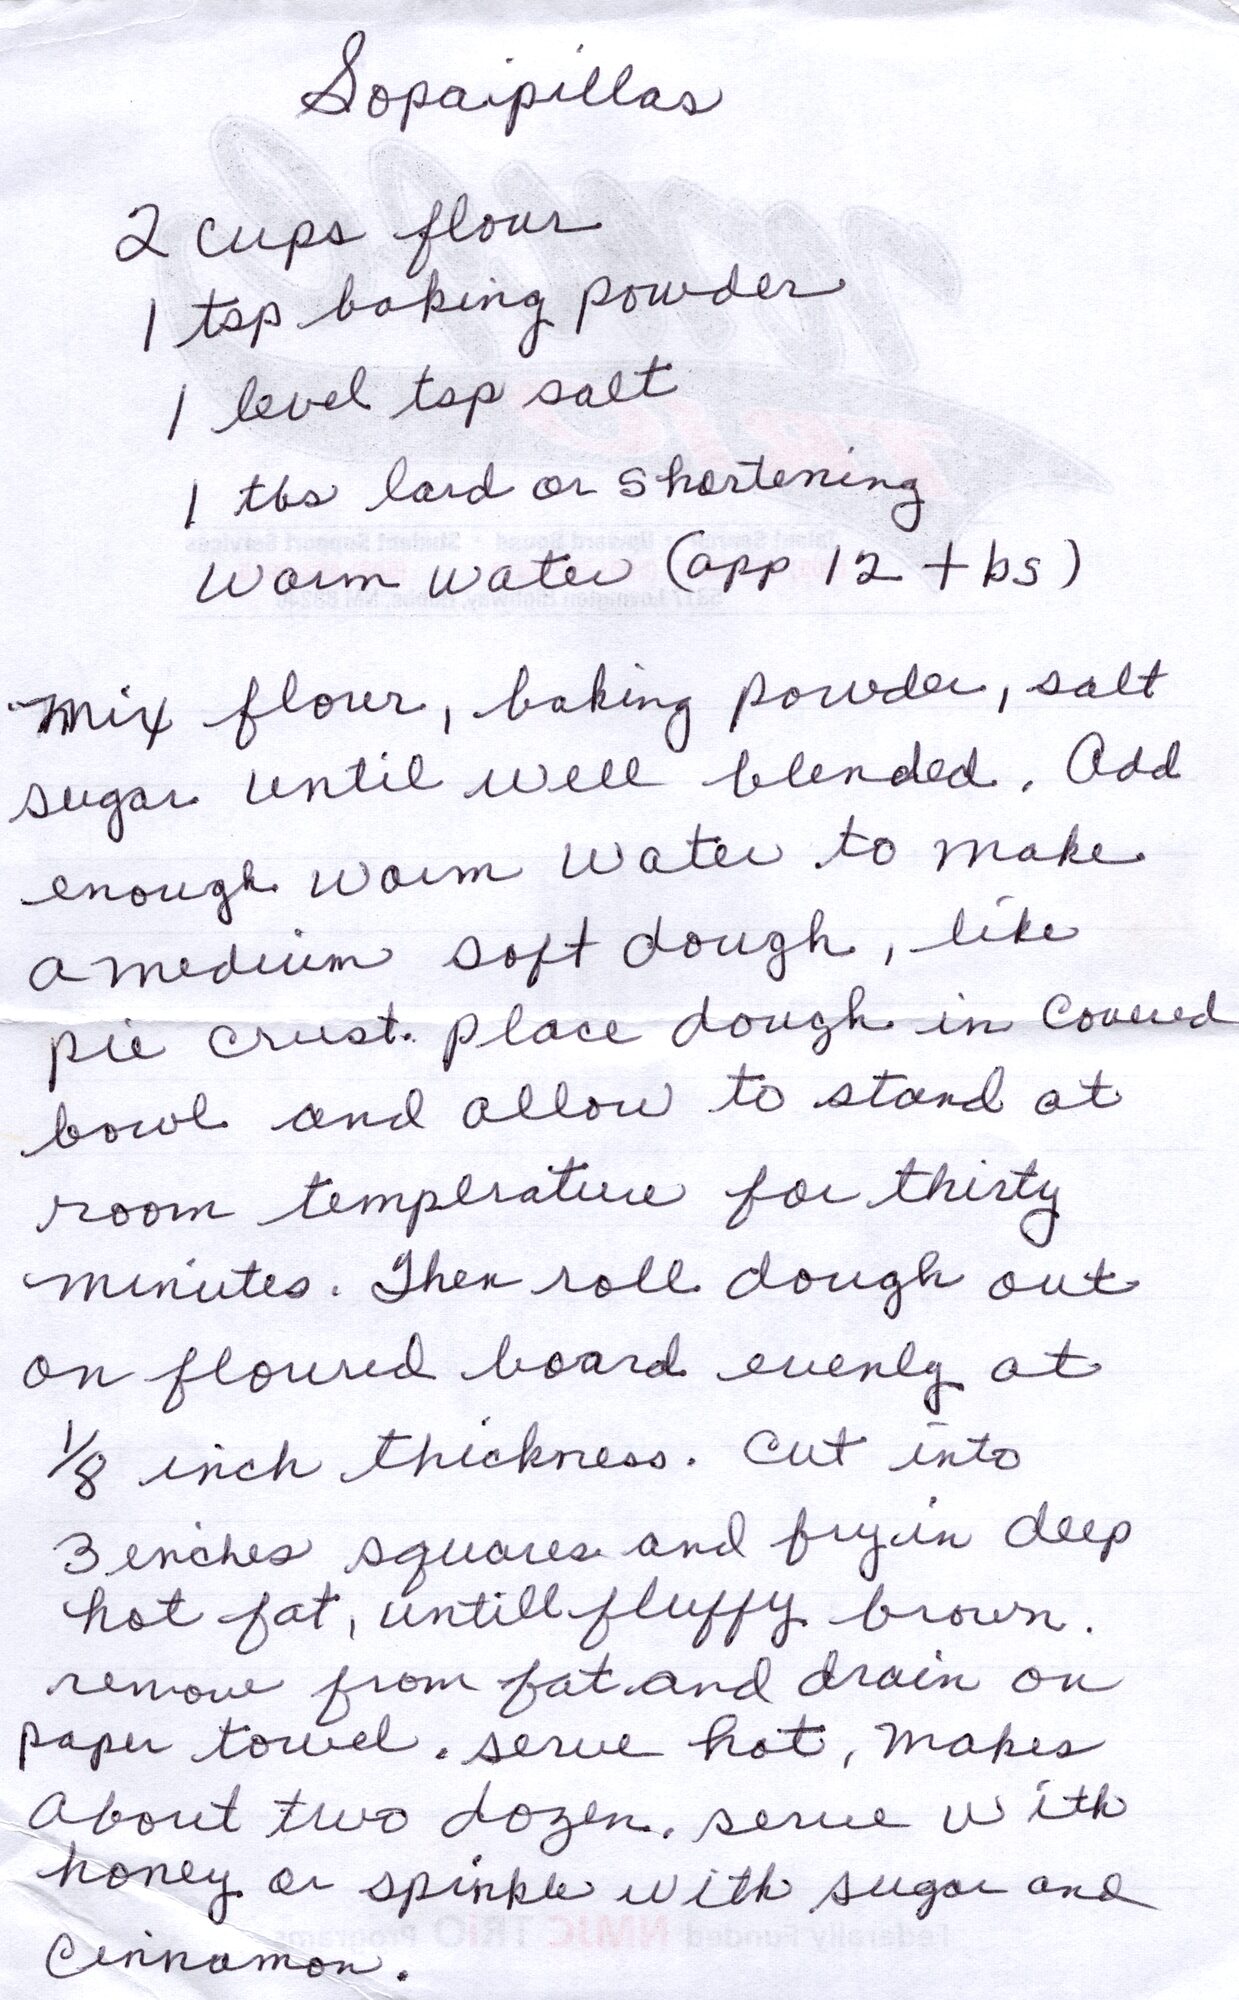 Sopaipillas
2 cups flour
1 tsp baking powder
1 level tsp salt
1 tbs lard or shortening
Warm water (app 12 tbs)
Mix flour, baking powder, salt
sugar until well blended. Add
enough warm water to make
a medium soft dough, like
pie crust. Place dough in covered
bowl and allow to stand at
room temperature for thirty
minutes. Then roll dough out
on floured board evenly at
1/8 inch thickness. Cut into
3 inches squares and fry in deep
hot fat, untill fluffy brown.
remove from fat and drain on
paper towel. serve hot, Makes
About two dozen. serve with
honey or spinkle with sugar and
Cinnamon.
Federally Funded NMJC TRiO Programs